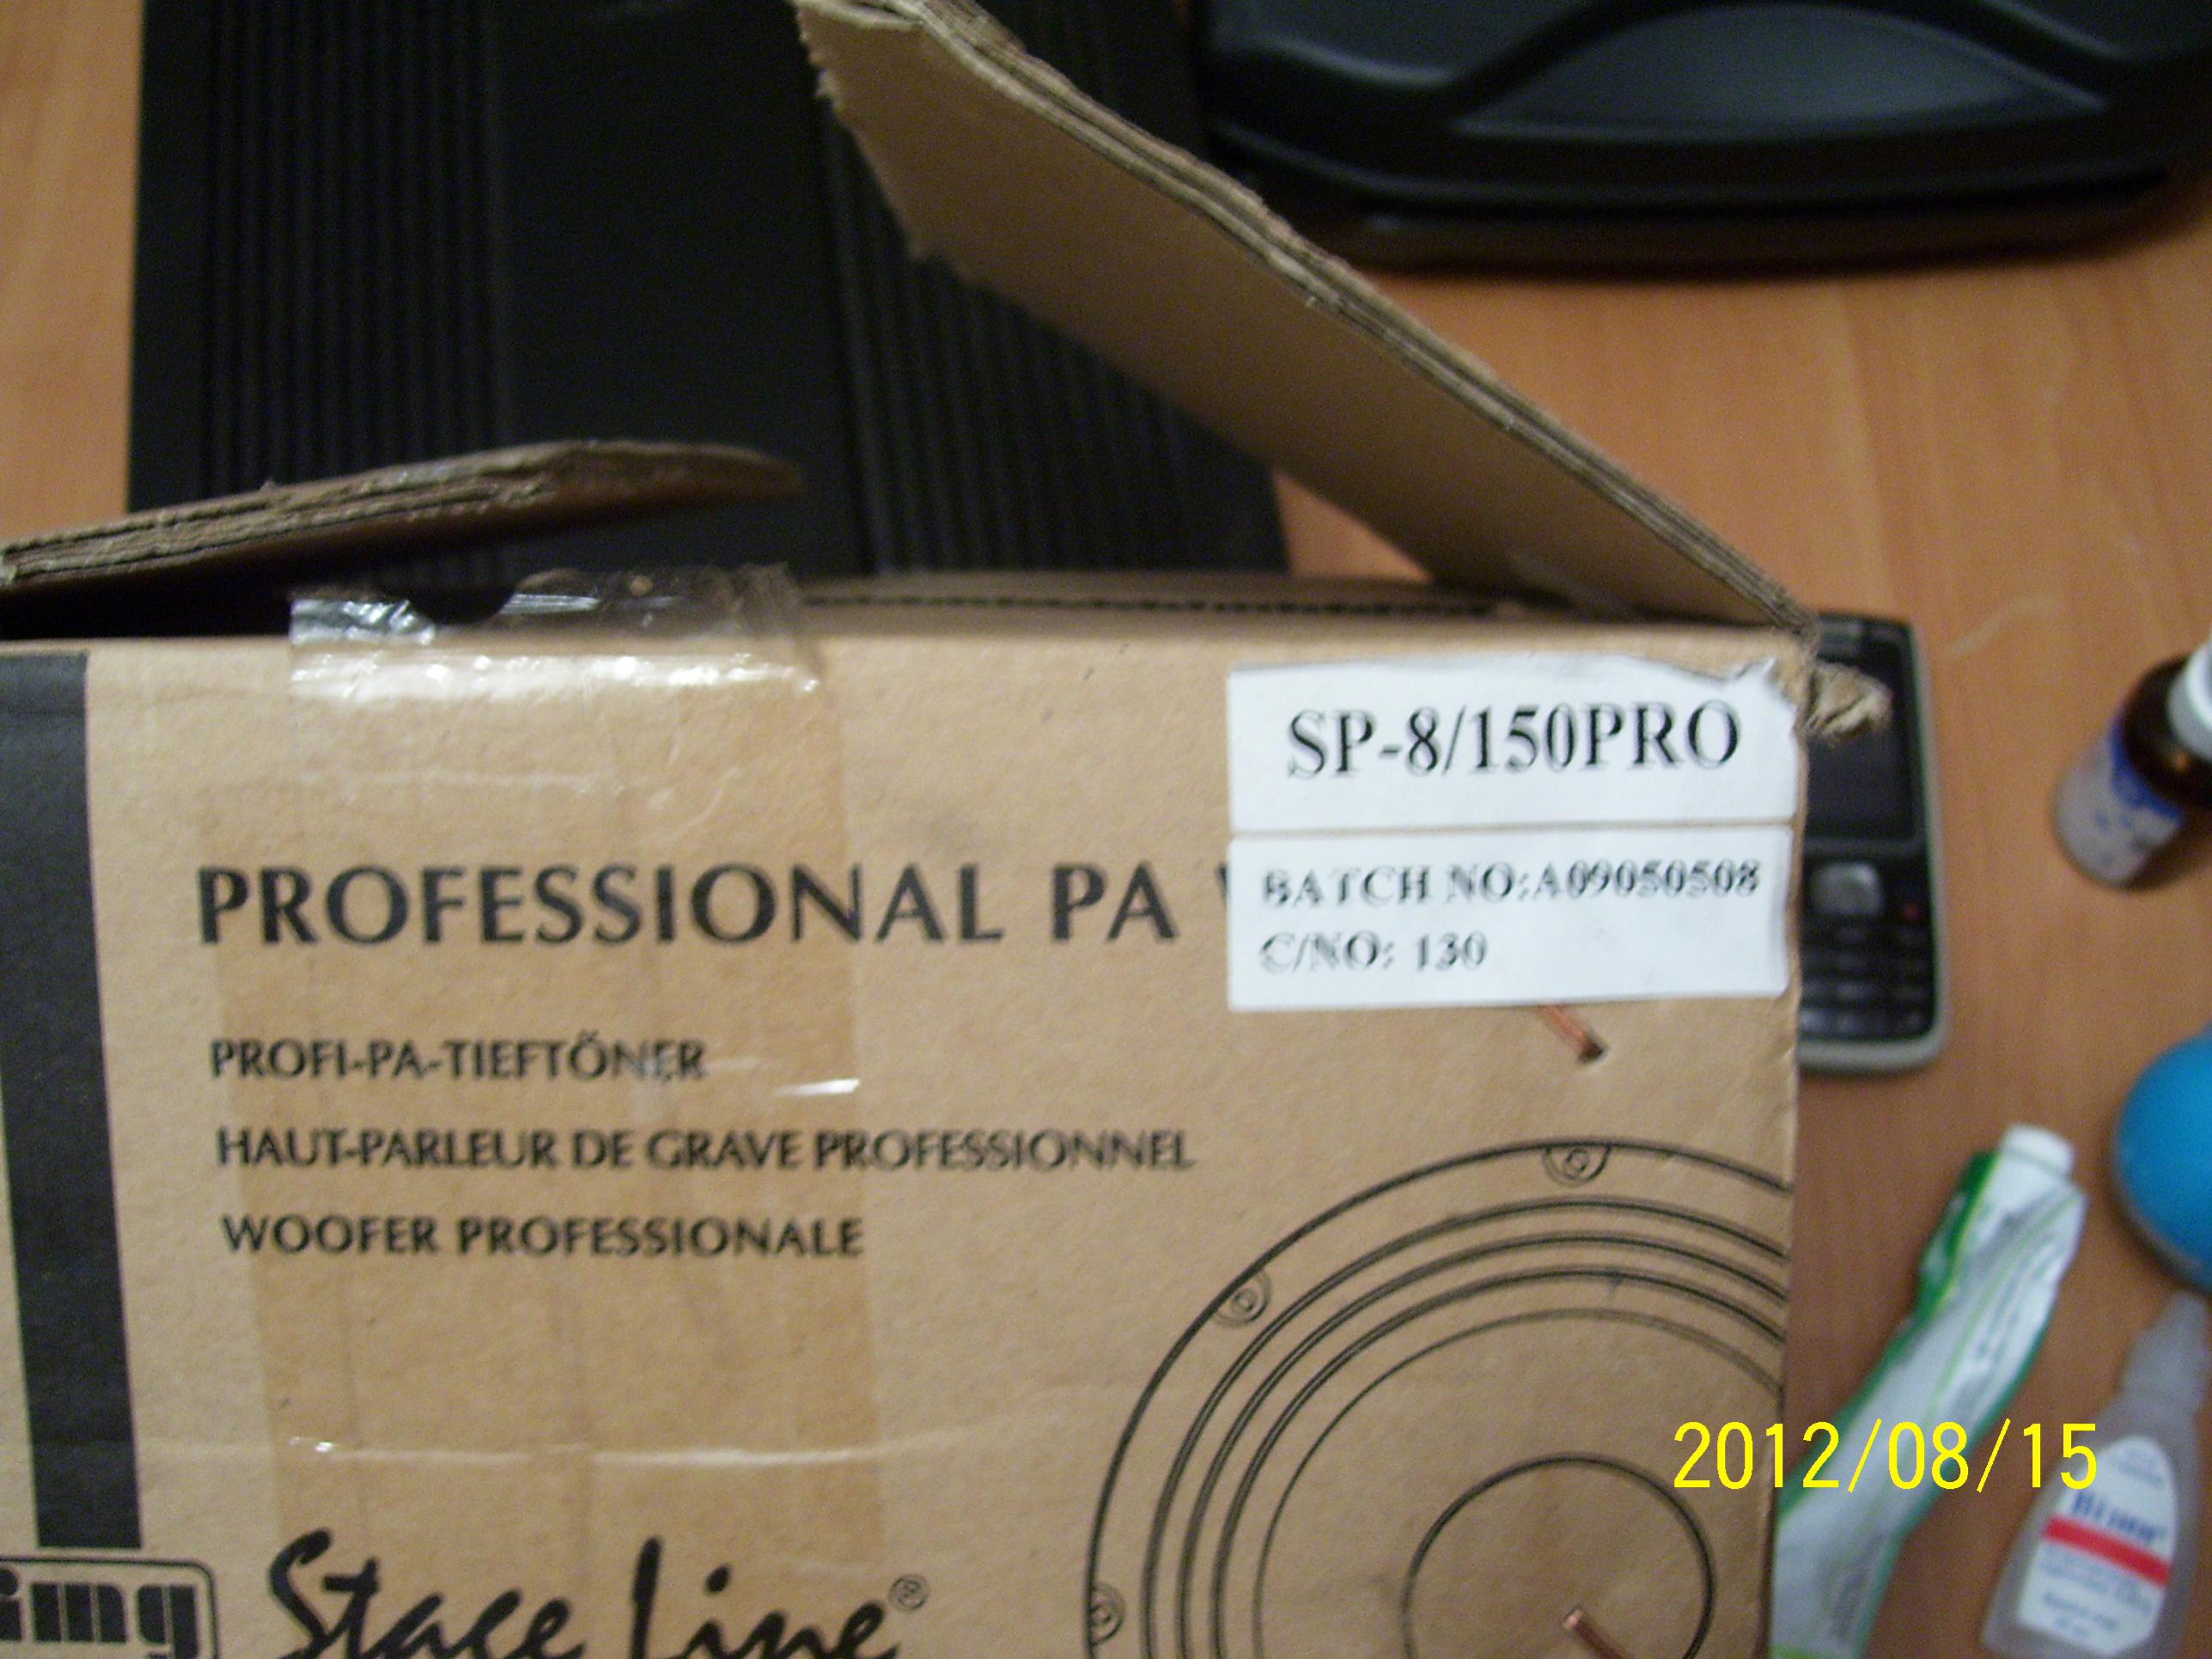 SP-8/150PRO
BATCH NO:A09050508
C/NO: 130
PROFESSIONAL PA
PROFI-PA-TIEFTÖNER
HAUT-PARLEUR DE GRAVE PROFESSIONNEL
WOOFER PROFESSIONALE
img Stage Line®
2012/08/15